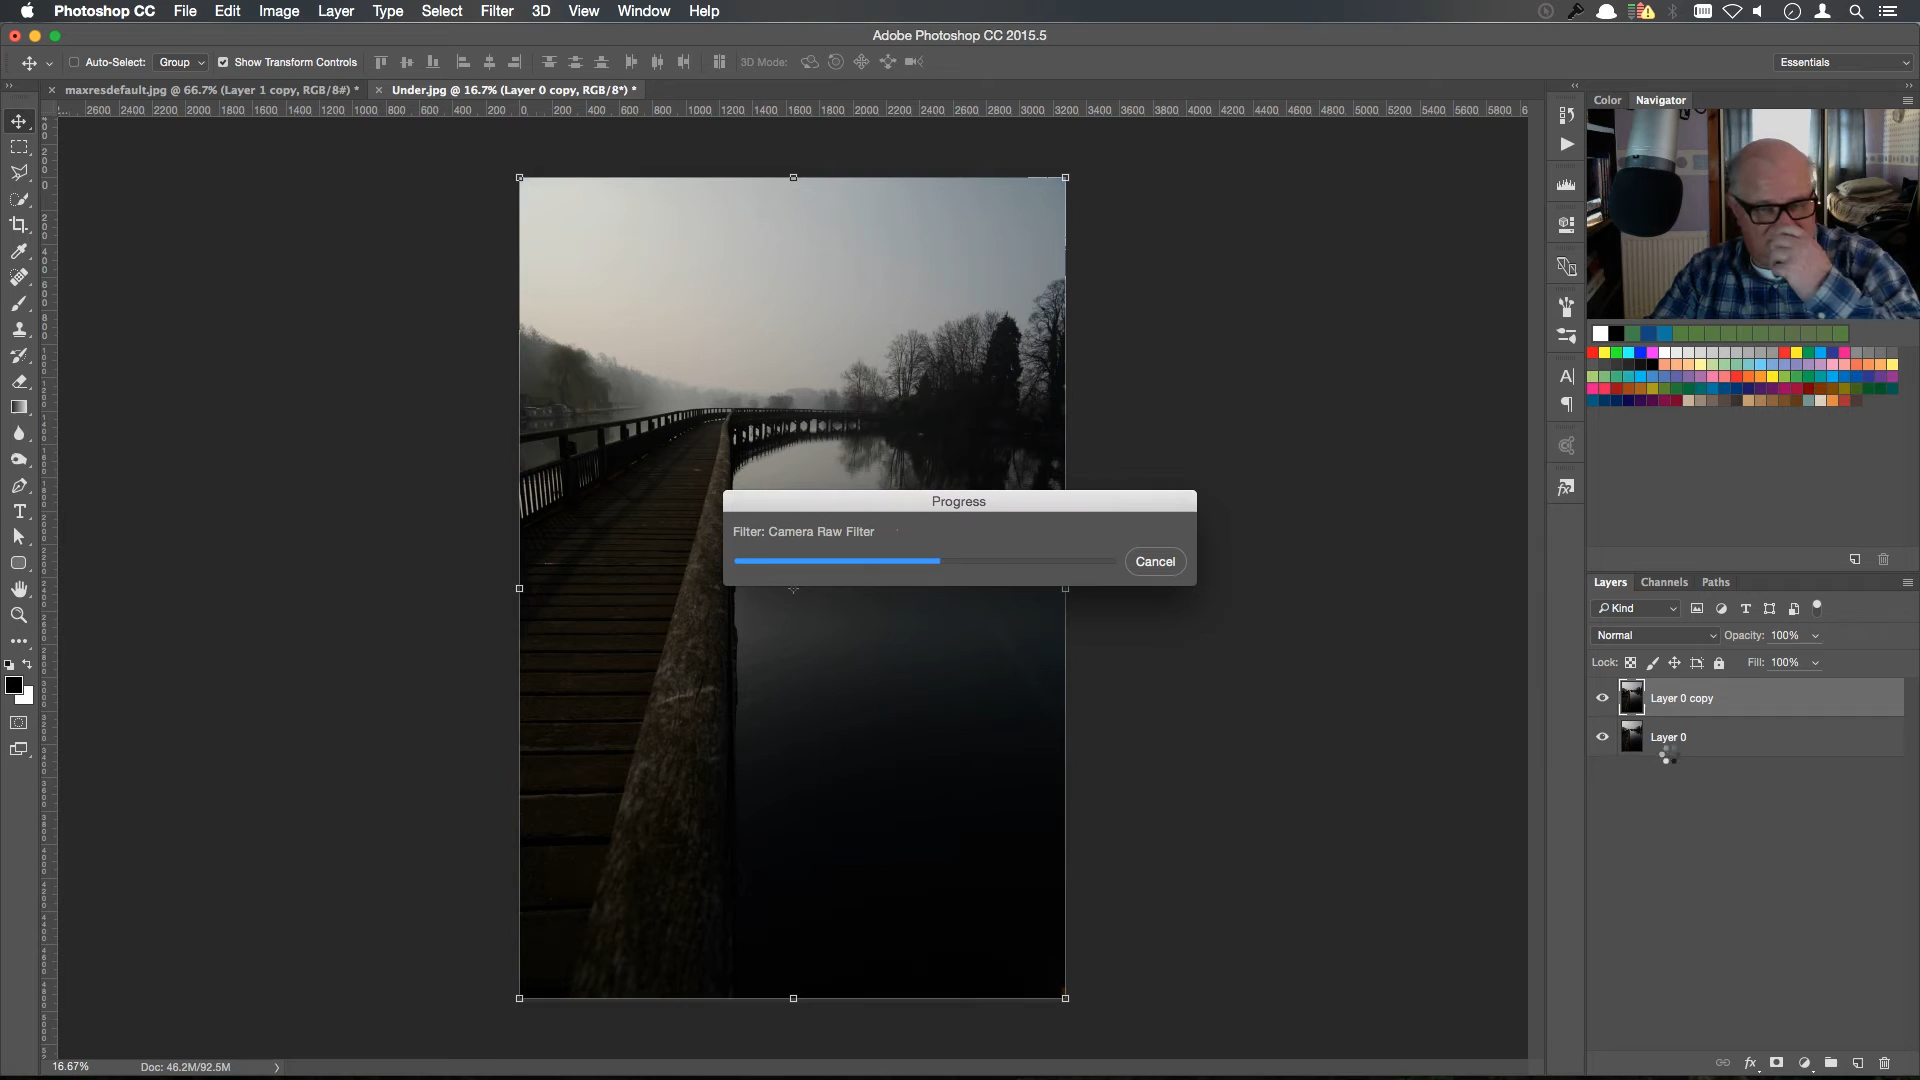 Photoshop CC File Edit Image Layer Type Select Filter 3D View Window Help
Adobe Photoshop CC 2015.5
Auto-Select: Group Show Transform Controls 3D Mode: Essentials
maxresdefault.jpg @ 66.7% (Layer 1 copy, RGB/8#) * Under.jpg @ 16.7% (Layer 0 copy, RGB/8*) *
2600 2400 2200 2000 1800 1600 1400 1200 1000 800 600 400 200 0 200 400 600 800 1000 1200 1400 1600 1800 2000 2200 2400 2600 2800 3000 3200 3400 3600 3800 4000 4200 4400 4600 4800 5000 5200 5400 5600 5800 6
Color Navigator
Progress
Filter: Camera Raw Filter
Cancel
Layers Channels Paths
Kind
Normal Opacity: 100%
Lock: Fill: 100%
Layer 0 copy
Layer 0
16.67% Doc: 46.2M/92.5M
fx